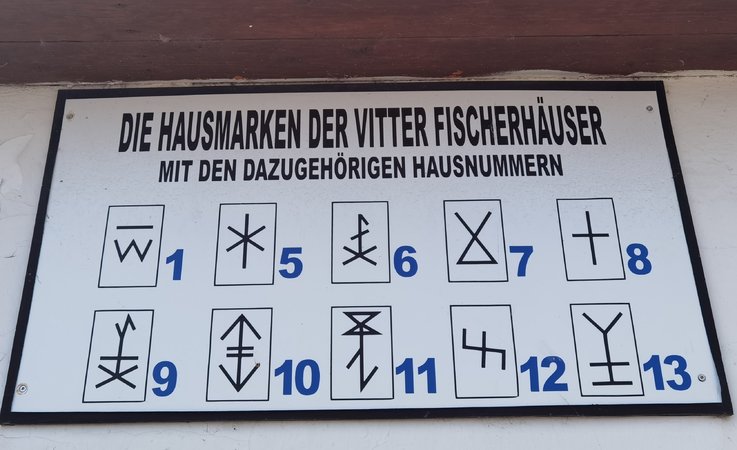 DIE HAUSMARKEN DER VITTER FISCHERHÄUSER
MIT DEN DAZUGEHÖRIGEN HAUSNUMMERN
1 5 6 7 8
9 10 11 12 13